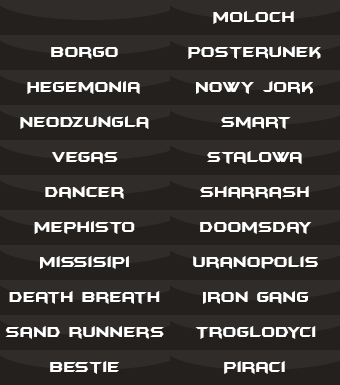 MOLOCH
BORGO POSTERUNEK
HEGEMONIA NOWY JORK
NEODZUNGLA SMART
VEGAS STALOWA
DANCER SHARRASH
MEPHISTO DOOMSDAY
MISSISIPI URANOPOLIS
DEATH BREATH IRON GANG
SAND RUNNERS TROGLODYCI
BESTIE PIRACI